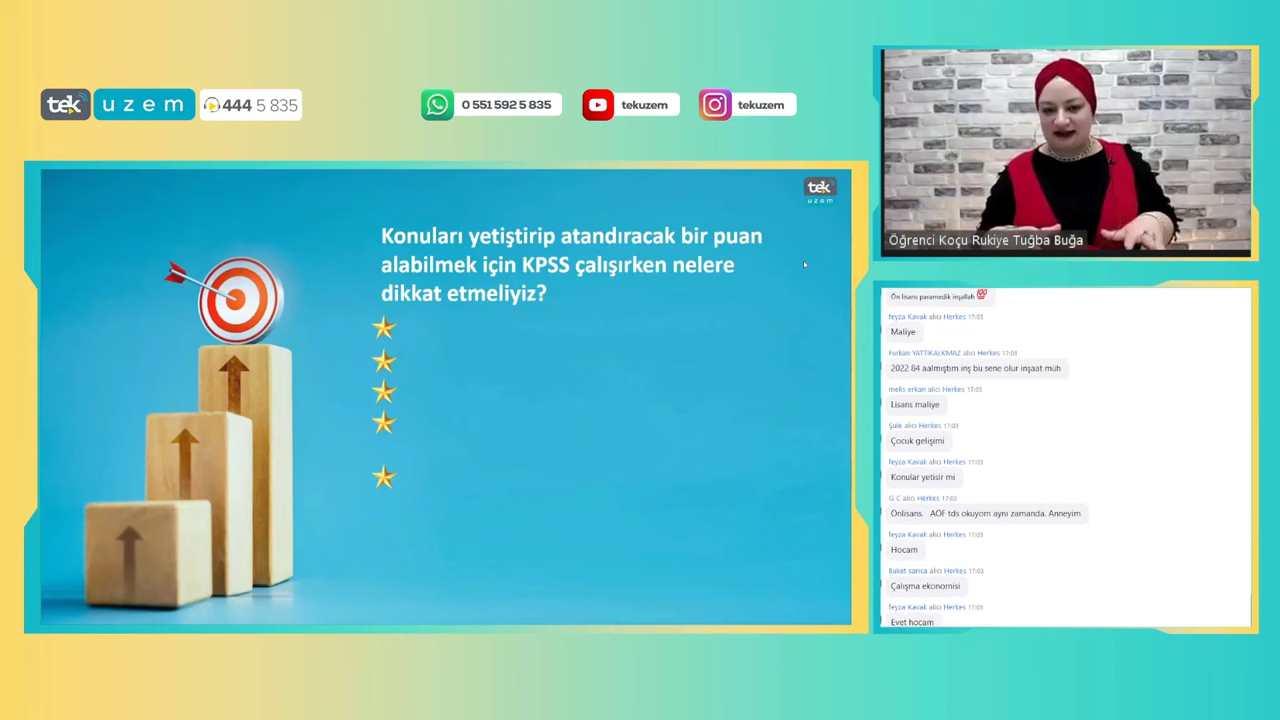 tek uzem 444 5 835
0 551 592 5 835
tekuzem
tekuzem
tek
uzem
Konuları yetiştirip atandıracak bir puan
alabilmek için KPSS çalışırken nelere
dikkat etmeliyiz?
Öğrenci Koçu Rukiye Tuğba Buğa
Ön lisans paramedik inşallah 💯
feyza Kavak alıcı Herkes 17:03
Maliye
Furkan YATTIKALKMAZ alıcı Herkes 17:03
2022 84 aalmıştım inş bu sene olur inşaat müh
melis erkan alıcı Herkes 17:03
Lisans maliye
Şule alıcı Herkes 17:03
Çocuk gelişimi
feyza Kavak alıcı Herkes 17:03
Konular yetisir mi
G C alıcı Herkes 17:03
Onlisans. AÖF tds okuyom aynı zamanda. Anneyim
feyza Kavak alıcı Herkes 17:03
Hocam
Buket sarıca alıcı Herkes 17:03
Çalışma ekonomisi
feyza Kavak alıcı Herkes 17:03
Evet hocam